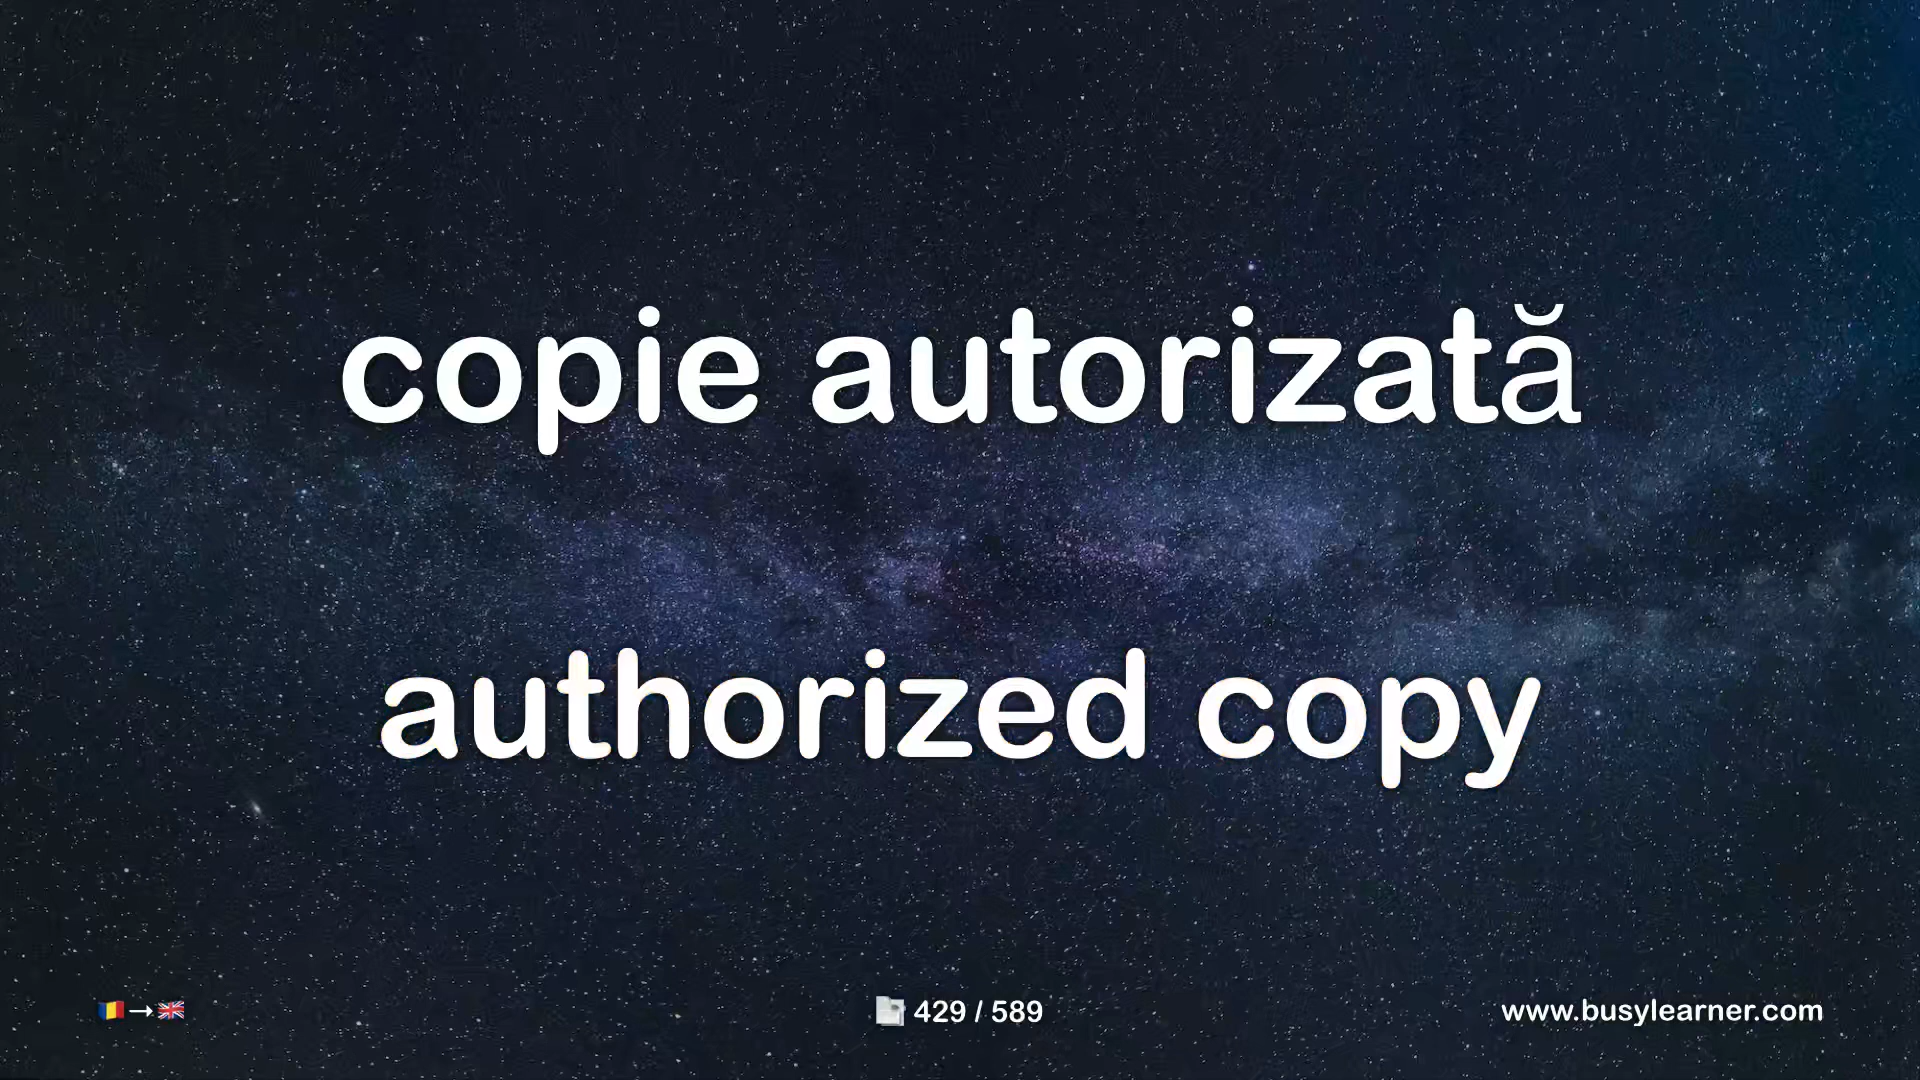 copie autorizată
authorized copy
→
429 / 589
www.busylearner.com